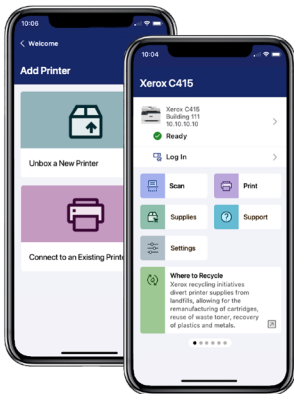 10:06
Welcome
Add Printer
Unbox a New Printer
Connect to an Existing Printe
10:04
Xerox C415
Xerox C415
Building 111
10.10.10.10
Ready
Log In
Scan
Print
Supplies
Support
Settings
Where to Recycle
Xerox recycling initiatives
divert printer supplies from
landfills, allowing for the
remanufacturing of cartridges,
reuse of waste toner, recovery
of plastics and metals.